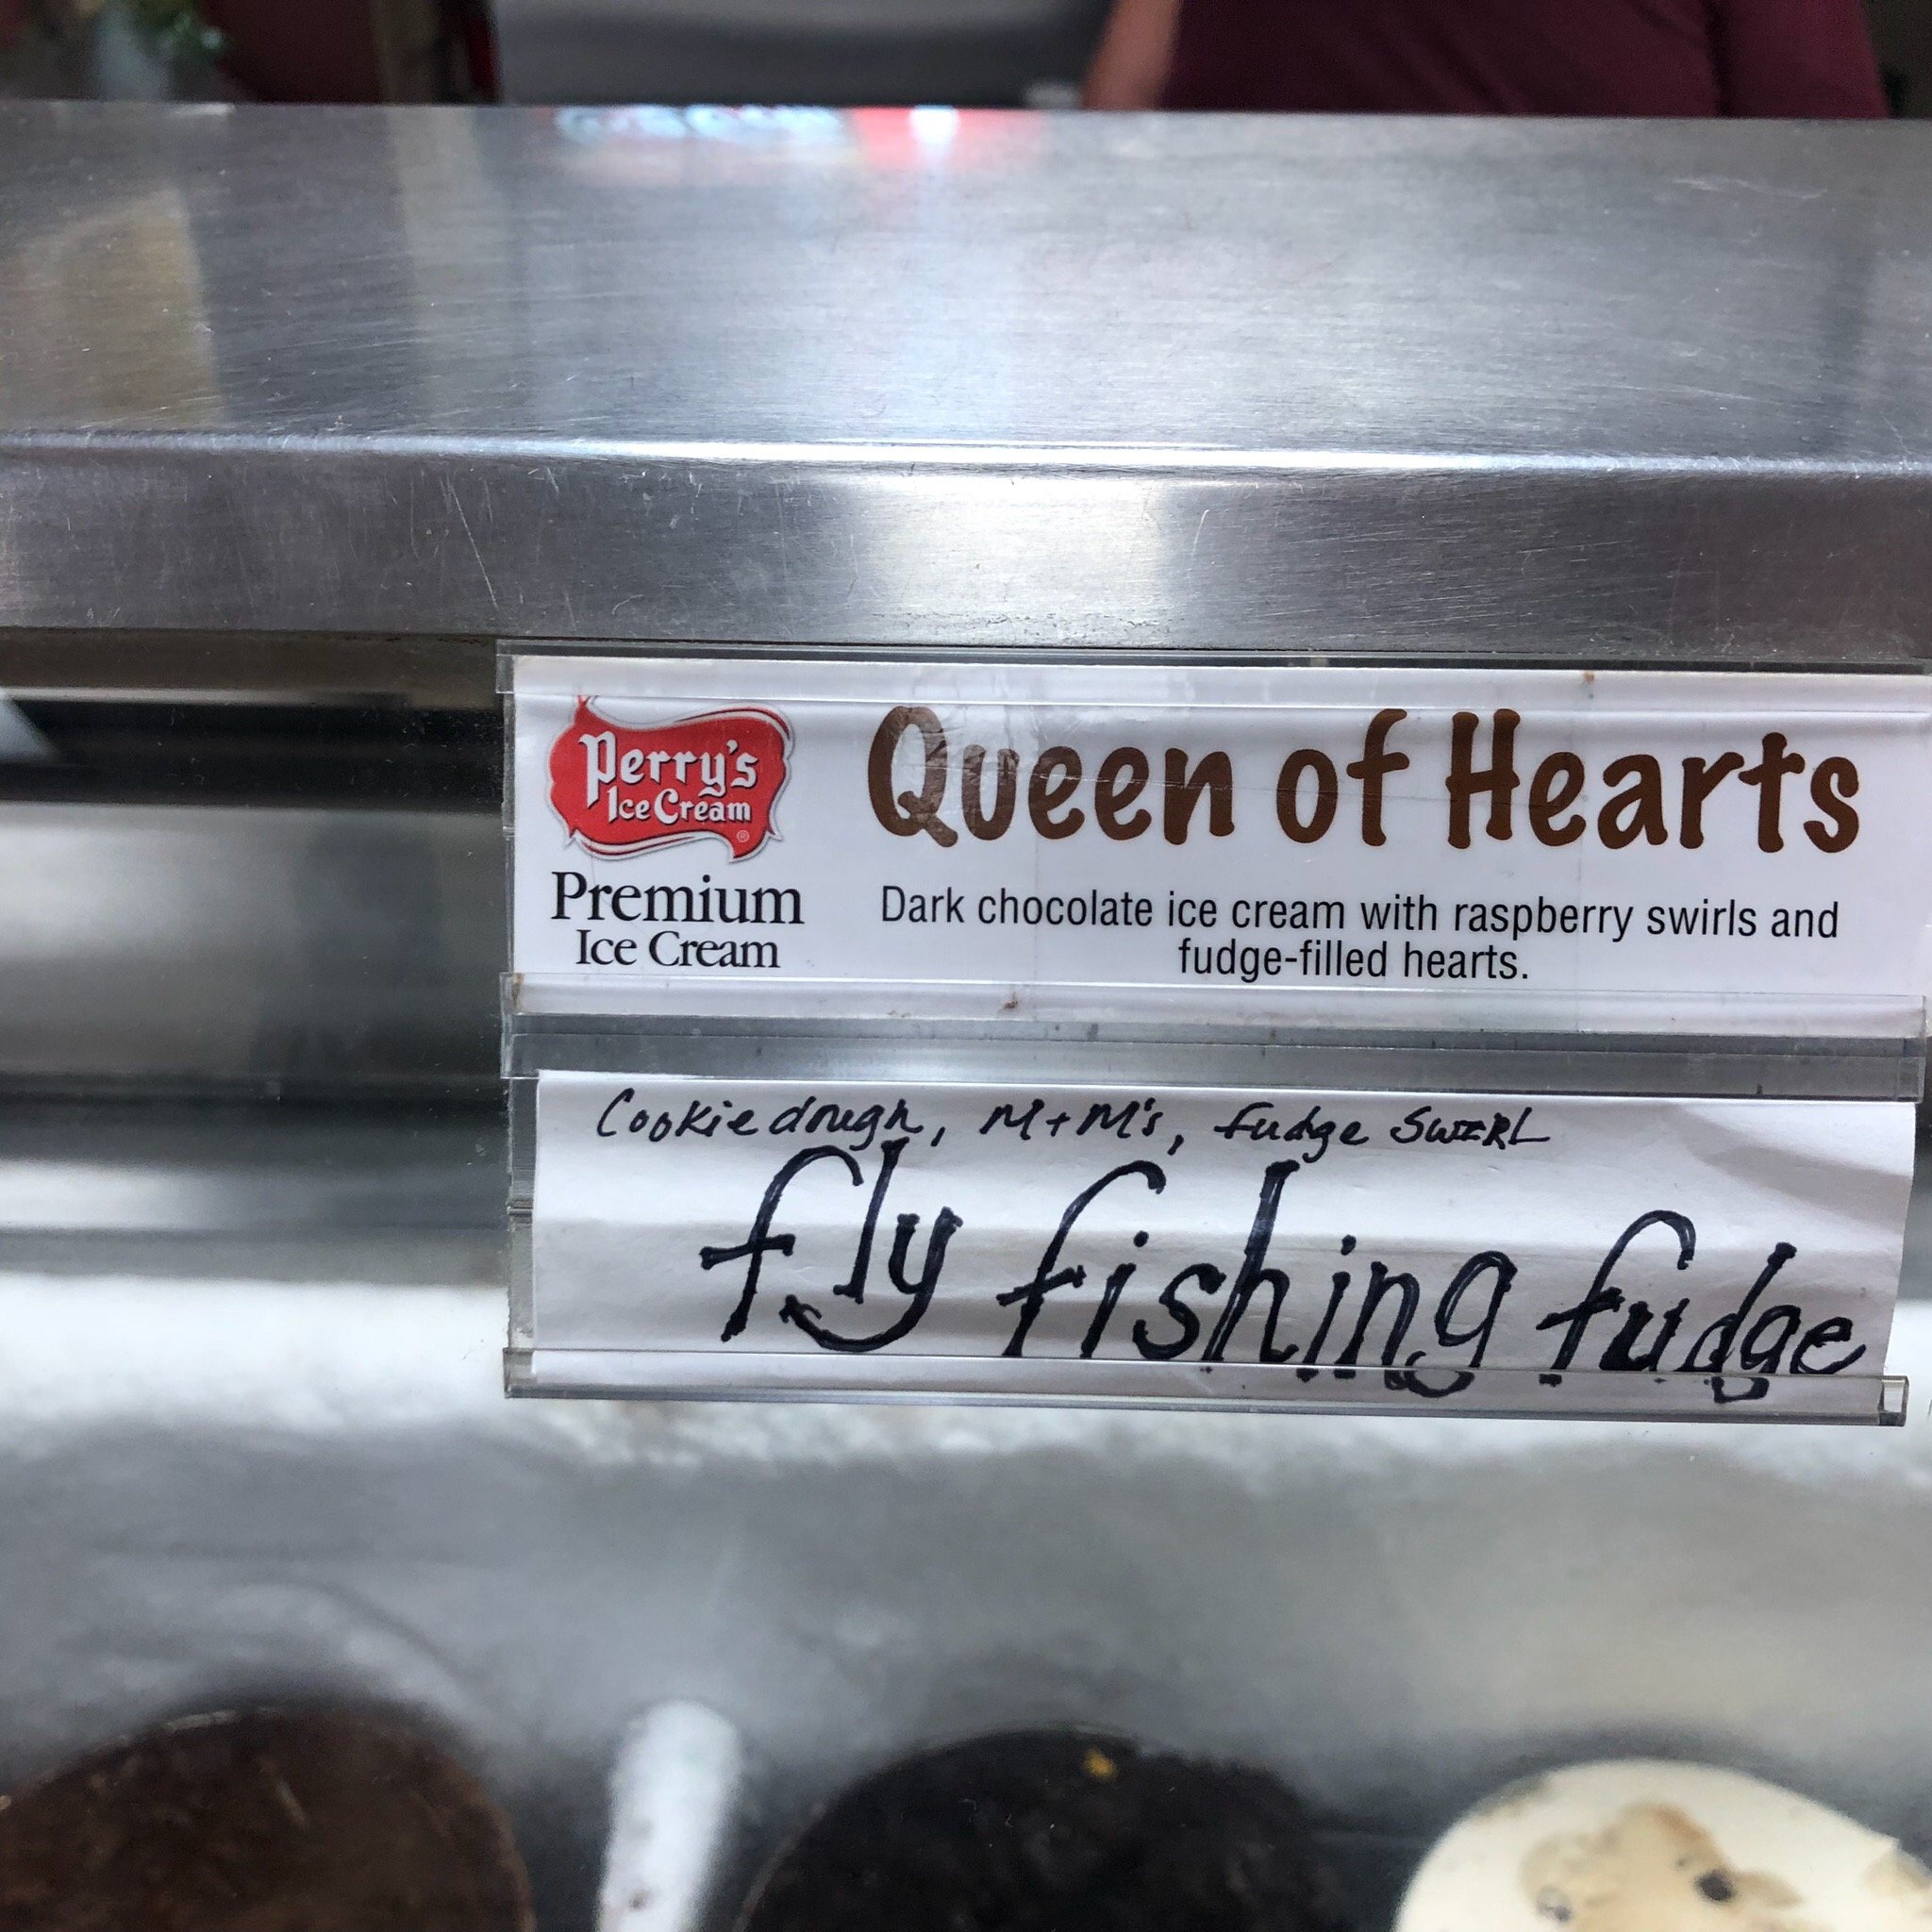 Perry's
Ice Cream
®
Premium
Ice Cream
Queen of Hearts
Dark chocolate ice cream with raspberry swirls and
fudge-filled hearts.
Cookie dough, M+M's, fudge SWIRL
fly fishing fudge